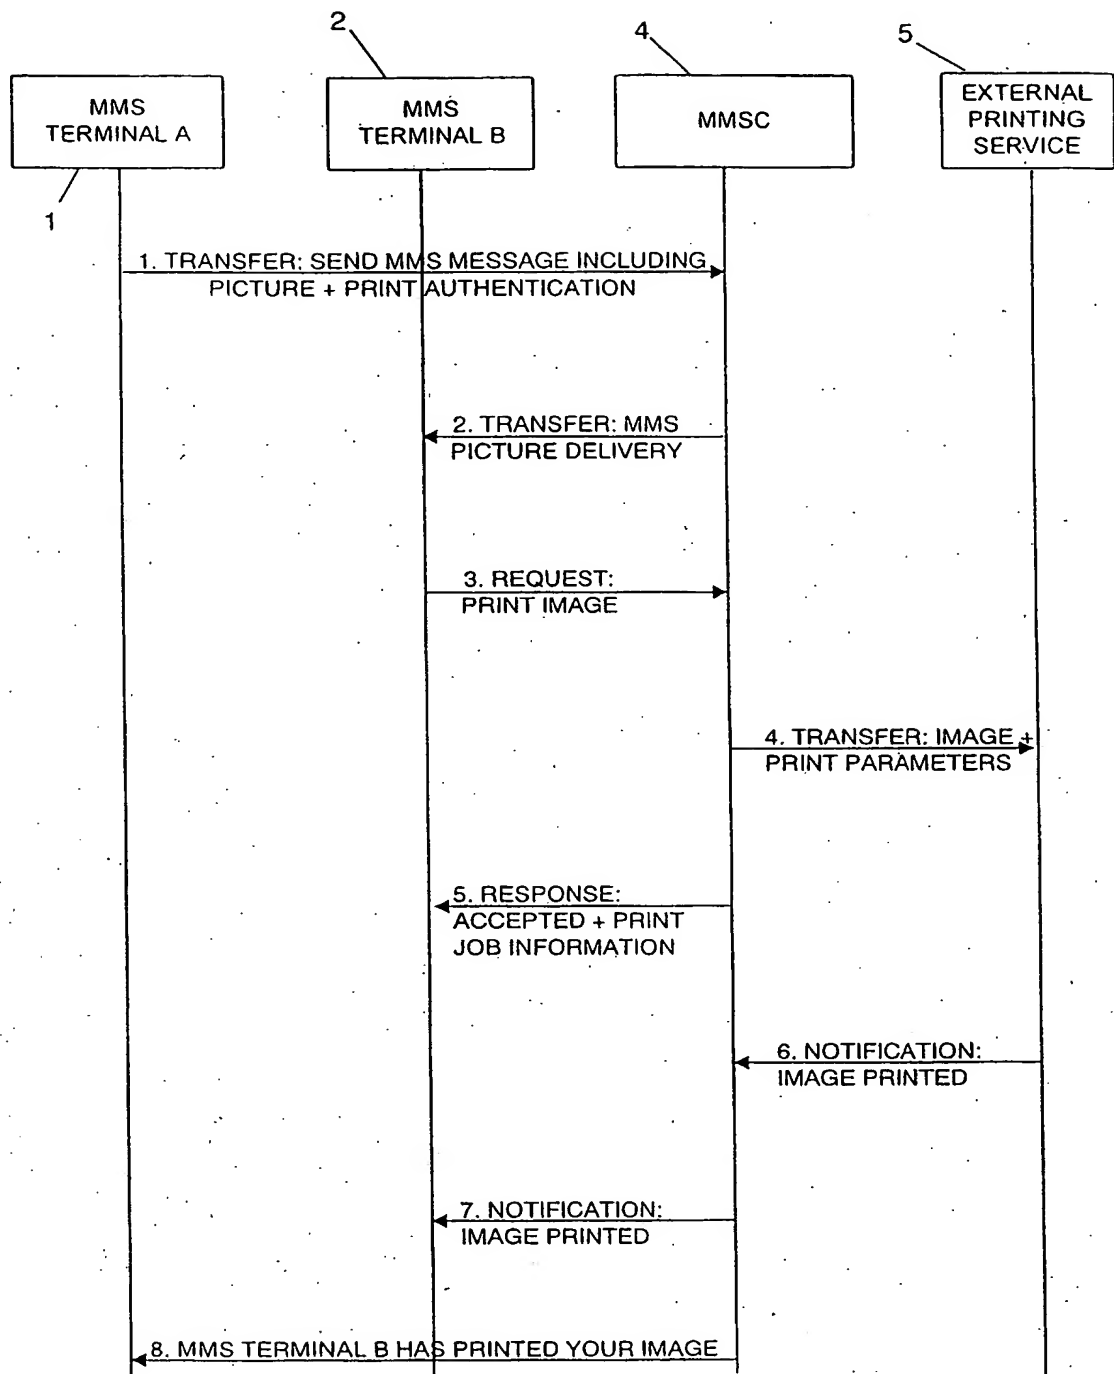 2
4
5
MMS
TERMINAL A
MMS
TERMINAL B
MMSC
EXTERNAL
PRINTING
SERVICE
1
1. TRANSFER: SEND MMS MESSAGE INCLUDING
PICTURE + PRINT AUTHENTICATION
2. TRANSFER: MMS
PICTURE DELIVERY
3. REQUEST:
PRINT IMAGE
4. TRANSFER: IMAGE +
PRINT PARAMETERS
5. RESPONSE:
ACCEPTED + PRINT
JOB INFORMATION
6. NOTIFICATION:
IMAGE PRINTED
7. NOTIFICATION:
IMAGE PRINTED
8. MMS TERMINAL B HAS PRINTED YOUR IMAGE